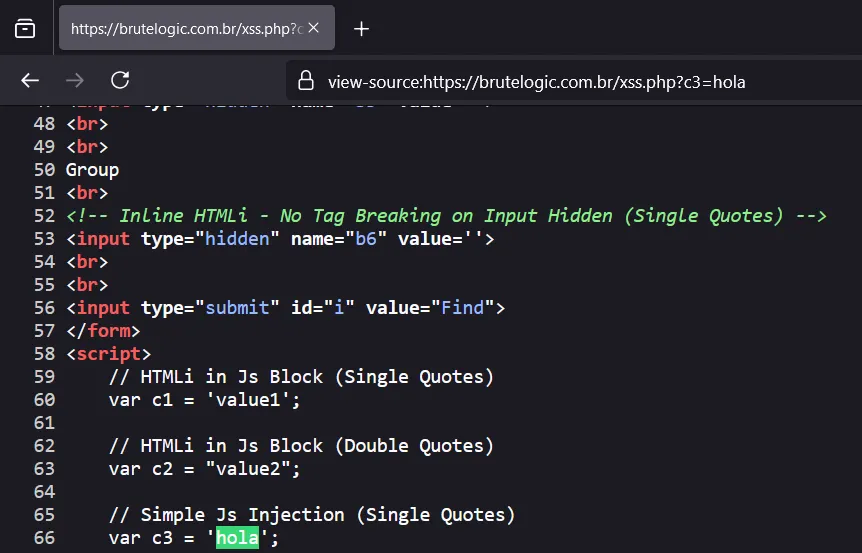 https://brutelogic.com.br/xss.php?c
view-source:https://brutelogic.com.br/xss.php?c3=hola
48 <br>
49 <br>
50 Group
51 <br>
52 <!-- Inline HTMLi - No Tag Breaking on Input Hidden (Single Quotes) -->
53 <input type="hidden" name="b6" value=''>
54 <br>
55 <br>
56 <input type="submit" id="i" value="Find">
57 </form>
58 <script>
59     // HTMLi in Js Block (Single Quotes)
60     var c1 = 'value1';
61
62     // HTMLi in Js Block (Double Quotes)
63     var c2 = "value2";
64
65     // Simple Js Injection (Single Quotes)
66     var c3 = 'hola';